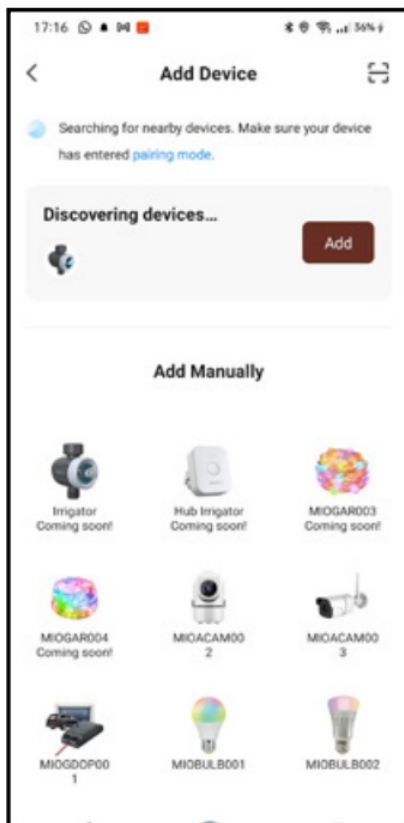 17:16 36%
Add Device
Searching for nearby devices. Make sure your device
has entered pairing mode.
Discovering devices...
Add
Add Manually
Irrigator
Coming soon!
Hub Irrigator
Coming soon!
MIOGAR003
Coming soon!
MIOGAR004
Coming soon!
MIOACAM00
2
MIOACAM00
3
MIOGDOP00
1
MIOBULB001
MIOBULB002